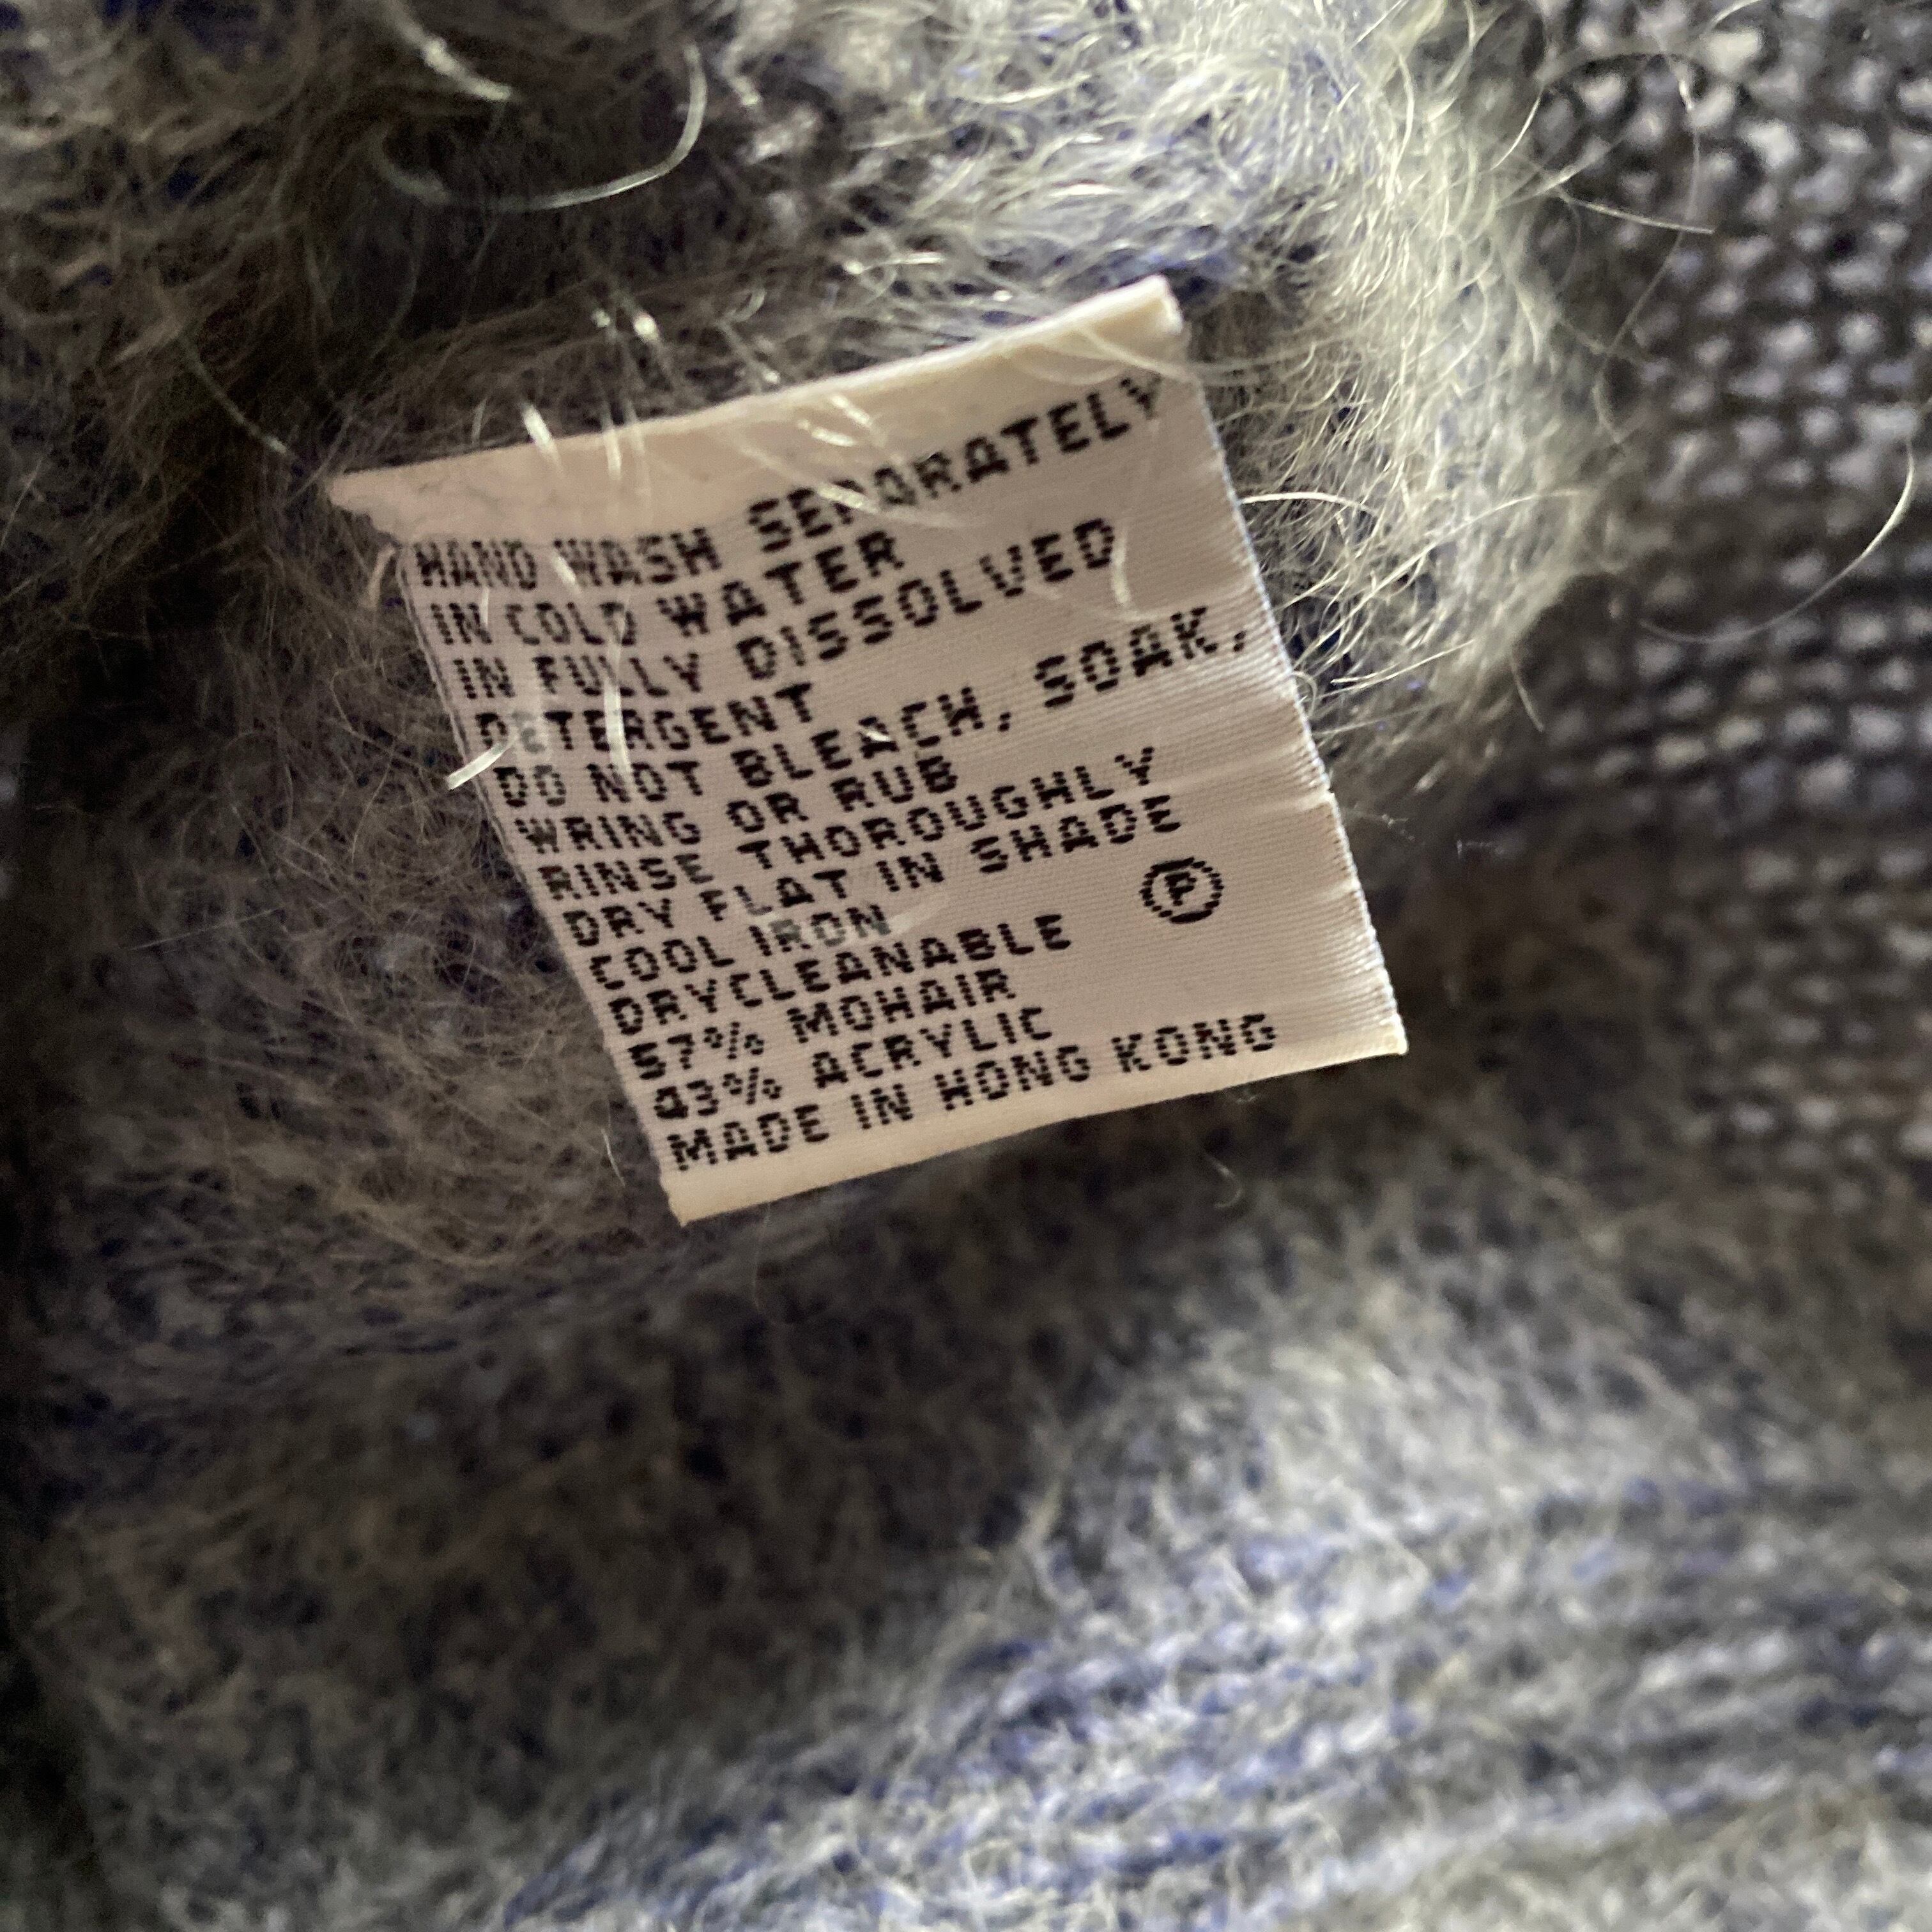 HAND WASH SEPARATELY
IN COLD WATER
IN FULLY DISSOLVED
DETERGENT
DO NOT BLEACH, SOAK,
WRING OR RUB
RINSE THOROUGHLY
DRY FLAT IN SHADE
COOL IRON
DRYCLEANABLE Ⓟ
57% MOHAIR
43% ACRYLIC
MADE IN HONG KONG